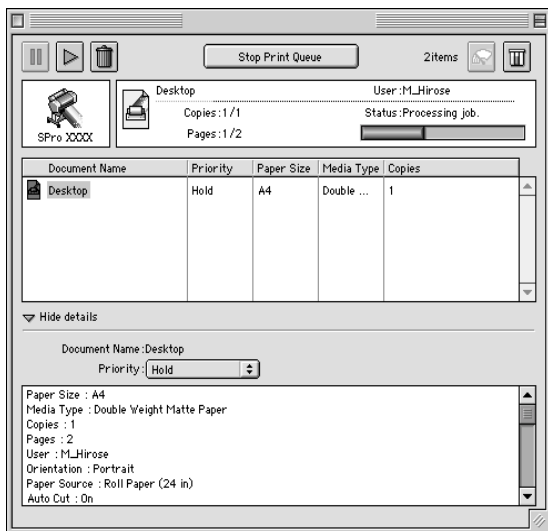 Stop Print Queue
2items
SPro XXXX
Desktop
User :M_Hirose
Copies :1/1
Status :Processing job.
Pages :1/2
Document Name Priority Paper Size Media Type Copies
Desktop Hold A4 Double ... 1
Hide details
Document Name :Desktop
Priority : Hold
Paper Size : A4
Media Type : Double Weight Matte Paper
Copies : 1
Pages : 2
User : M_Hirose
Orientation : Portrait
Paper Source : Roll Paper (24 in)
Auto Cut : On